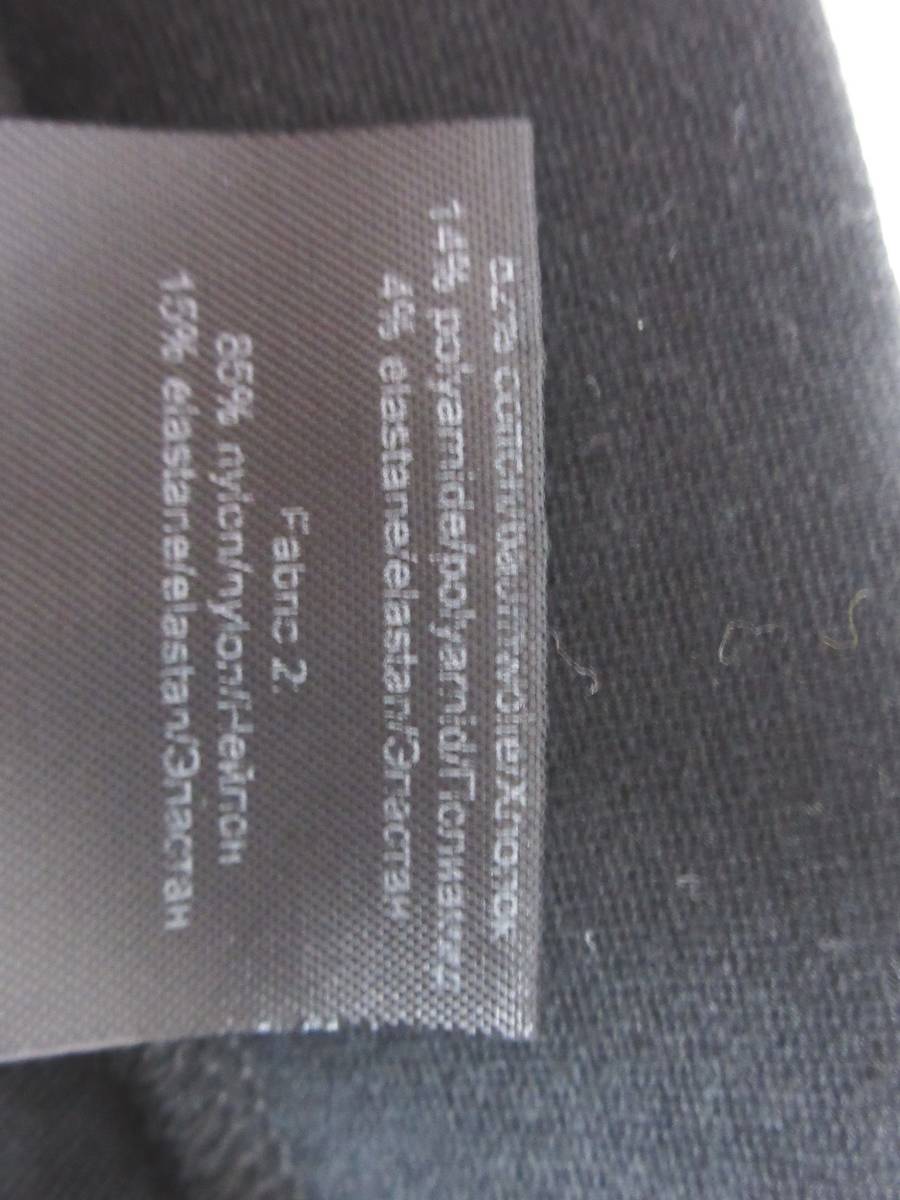 14% polyamide/polyamid/Полиамид
4% elastane/elastan/Эластан
Fabric 2:
85% nylon/nylon/Нейлон
15% elastane/elastan/Эластан